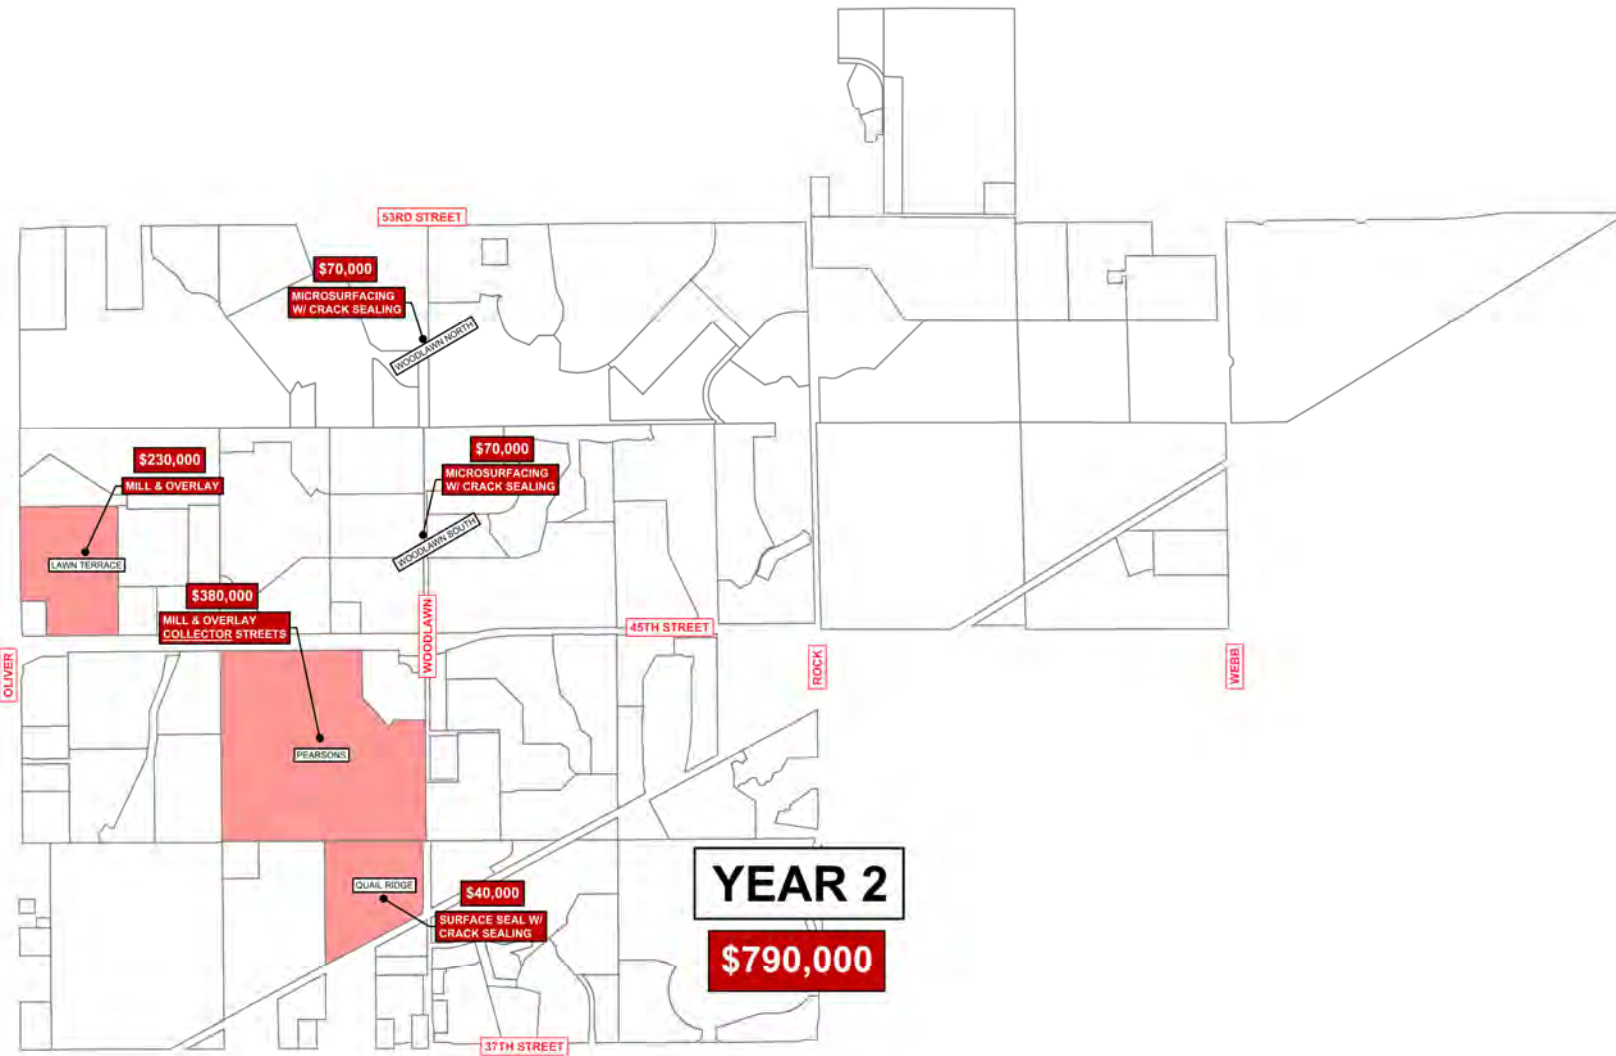 53RD STREET
$70,000
MICROSURFACING
W/ CRACK SEALING
WOODLAWN NORTH
$230,000
MILL & OVERLAY
$70,000
MICROSURFACING
W/ CRACK SEALING
WOODLAWN SOUTH
LAWN TERRACE
$380,000
MILL & OVERLAY
COLLECTOR STREETS
WOODLAWN
45TH STREET
OLIVER
ROCK
WEBB
PEARSONS
QUAIL RIDGE
$40,000
SURFACE SEAL W/
CRACK SEALING
YEAR 2
$790,000
37TH STREET